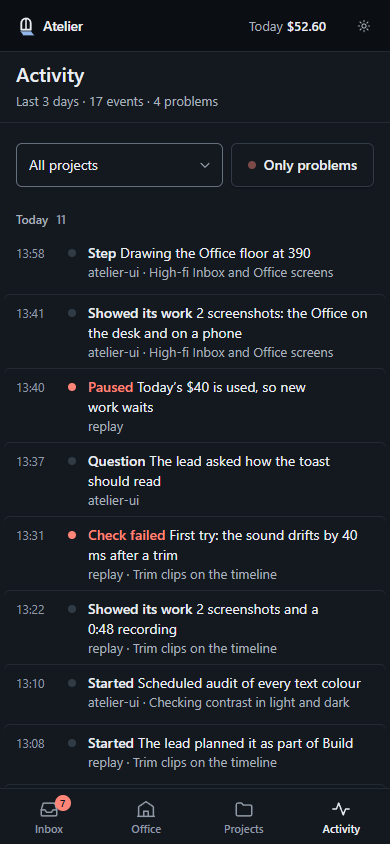 Atelier
Today $52.60
Activity
Last 3 days · 17 events · 4 problems
All projects
Only problems
Today 11
13:58 Step Drawing the Office floor at 390
atelier-ui · High-fi Inbox and Office screens
13:41 Showed its work 2 screenshots: the Office on
the desk and on a phone
atelier-ui · High-fi Inbox and Office screens
13:40 Paused Today’s $40 is used, so new
work waits
replay
13:37 Question The lead asked how the toast
should read
atelier-ui
13:31 Check failed First try: the sound drifts by 40
ms after a trim
replay · Trim clips on the timeline
13:22 Showed its work 2 screenshots and a
0:48 recording
replay · Trim clips on the timeline
13:10 Started Scheduled audit of every text colour
atelier-ui · Checking contrast in light and dark
13:08 Started The lead planned it as part of Build
replay · Trim clips on the timeline
7
Inbox
Office
Projects
Activity